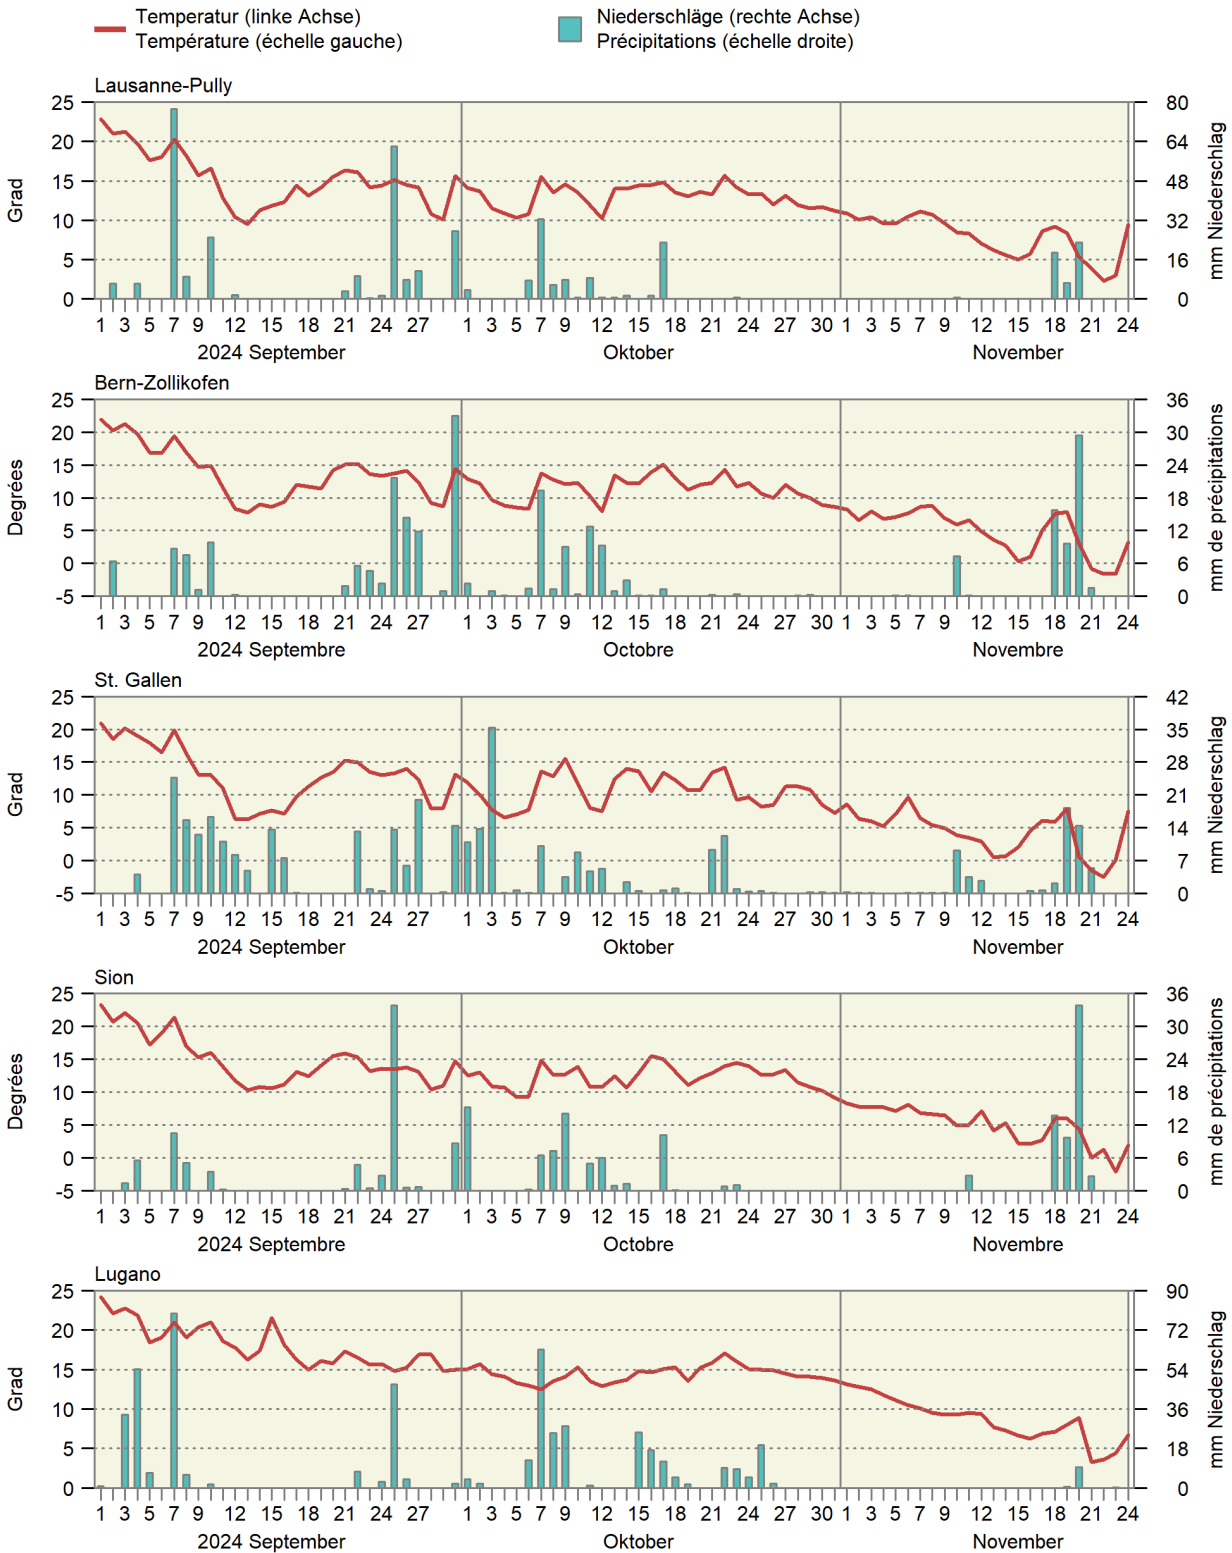 Temperatur (linke Achse)
Température (échelle gauche)
Niederschläge (rechte Achse)
Précipitations (échelle droite)
Lausanne-Pully
25 80
20 64
15 48
10 32
5 16
0 0
Grad
mm Niederschlag
1 3 5 7 9 12 15 18 21 24 27 1 3 5 7 9 12 15 18 21 24 27 30 1 3 5 7 9 12 15 18 21 24
2024 September Oktober November
Bern-Zollikofen
25 36
20 30
15 24
10 18
5 12
0 6
-5 0
Degrées
mm de précipitations
1 3 5 7 9 12 15 18 21 24 27 1 3 5 7 9 12 15 18 21 24 27 30 1 3 5 7 9 12 15 18 21 24
2024 Septembre Octobre Novembre
St. Gallen
25 42
20 35
15 28
10 21
5 14
0 7
-5 0
Grad
mm Niederschlag
1 3 5 7 9 12 15 18 21 24 27 1 3 5 7 9 12 15 18 21 24 27 30 1 3 5 7 9 12 15 18 21 24
2024 September Oktober November
Sion
25 36
20 30
15 24
10 18
5 12
0 6
-5 0
Degrées
mm de précipitations
1 3 5 7 9 12 15 18 21 24 27 1 3 5 7 9 12 15 18 21 24 27 30 1 3 5 7 9 12 15 18 21 24
2024 Septembre Octobre Novembre
Lugano
25 90
20 72
15 54
10 36
5 18
0 0
Grad
mm Niederschlag
1 3 5 7 9 12 15 18 21 24 27 1 3 5 7 9 12 15 18 21 24 27 30 1 3 5 7 9 12 15 18 21 24
2024 September Oktober November